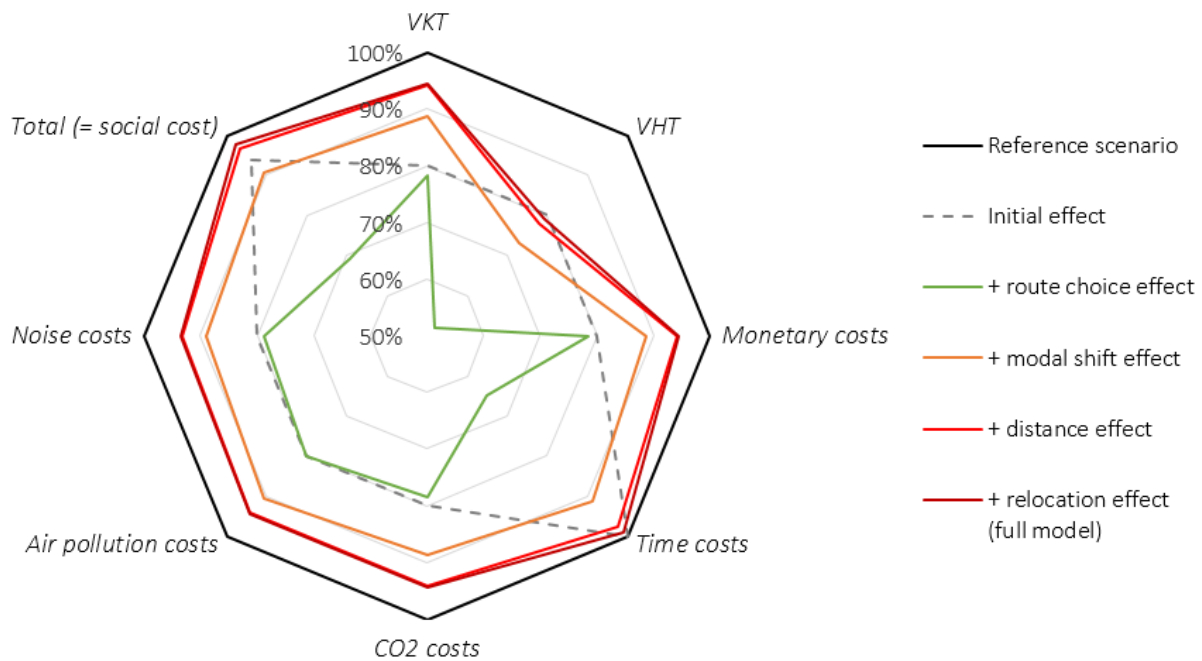 VKT
100%
90%
80%
70%
60%
50%
VHT
Monetary costs
Time costs
CO2 costs
Air pollution costs
Noise costs
Total (= social cost)
Reference scenario
Initial effect
+ route choice effect
+ modal shift effect
+ distance effect
+ relocation effect
(full model)